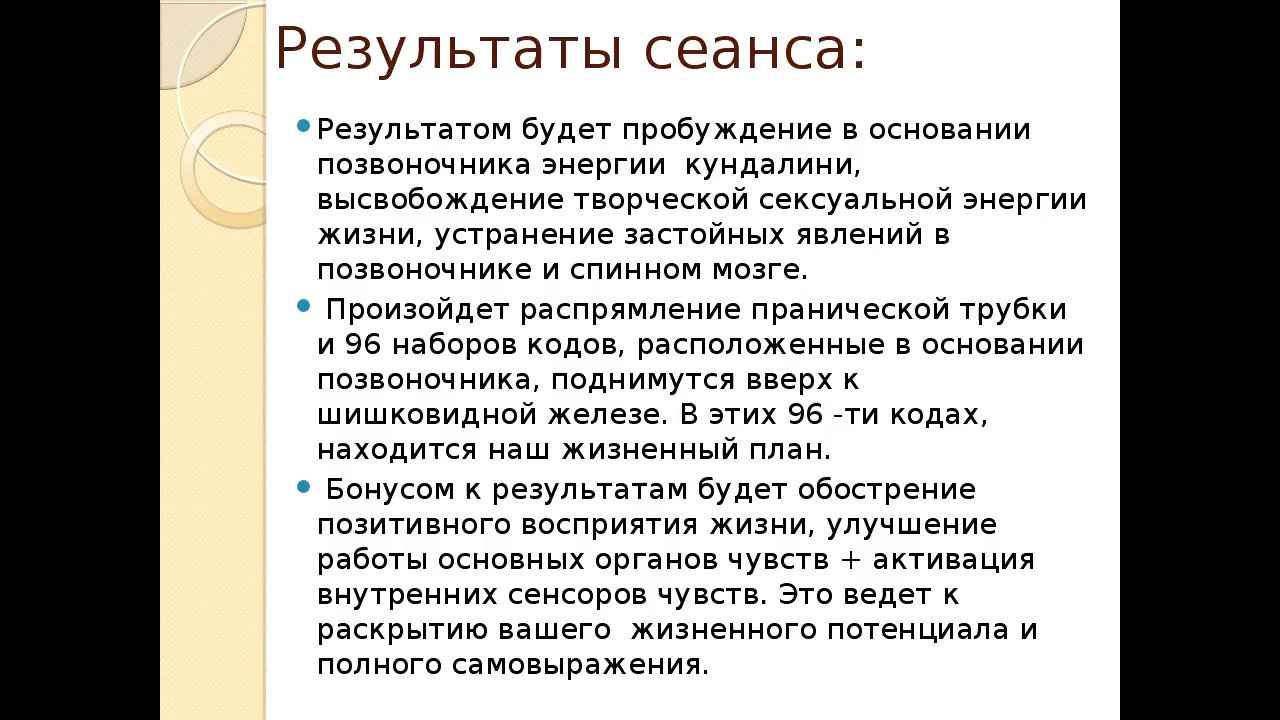 Результаты сеанса:
Результатом будет пробуждение в основании
позвоночника энергии  кундалини,
высвобождение творческой сексуальной энергии
жизни, устранение застойных явлений в
позвоночнике и спинном мозге.
Произойдет распрямление пранической трубки
и 96 наборов кодов, расположенные в основании
позвоночника, поднимутся вверх к
шишковидной железе. В этих 96 -ти кодах,
находится наш жизненный план.
Бонусом к результатам будет обострение
позитивного восприятия жизни, улучшение
работы основных органов чувств + активация
внутренних сенсоров чувств. Это ведет к
раскрытию вашего  жизненного потенциала и
полного самовыражения.